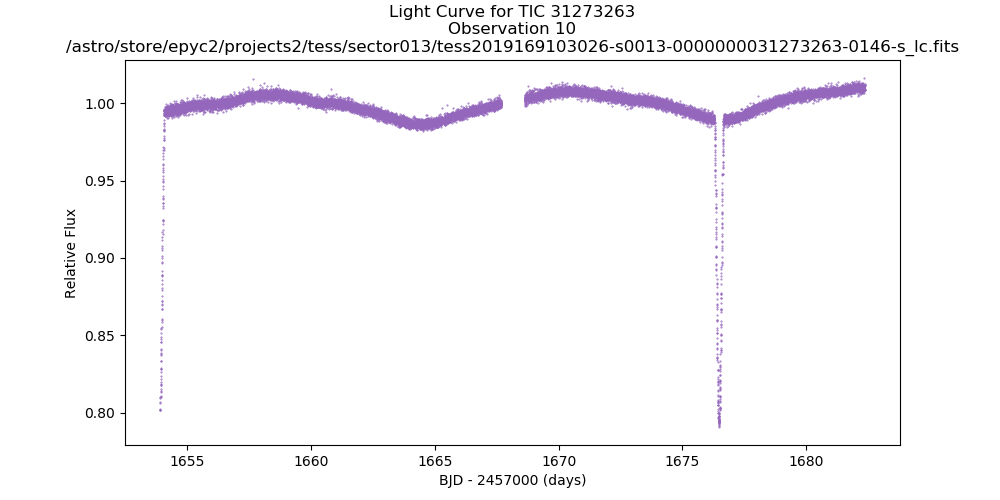 Light Curve for TIC 31273263
Observation 10
/astro/store/epyc2/projects2/tess/sector013/tess2019169103026-s0013-0000000031273263-0146-s_lc.fits
1.00
0.95
0.90
0.85
0.80
Relative Flux
1655 1660 1665 1670 1675 1680
BJD - 2457000 (days)